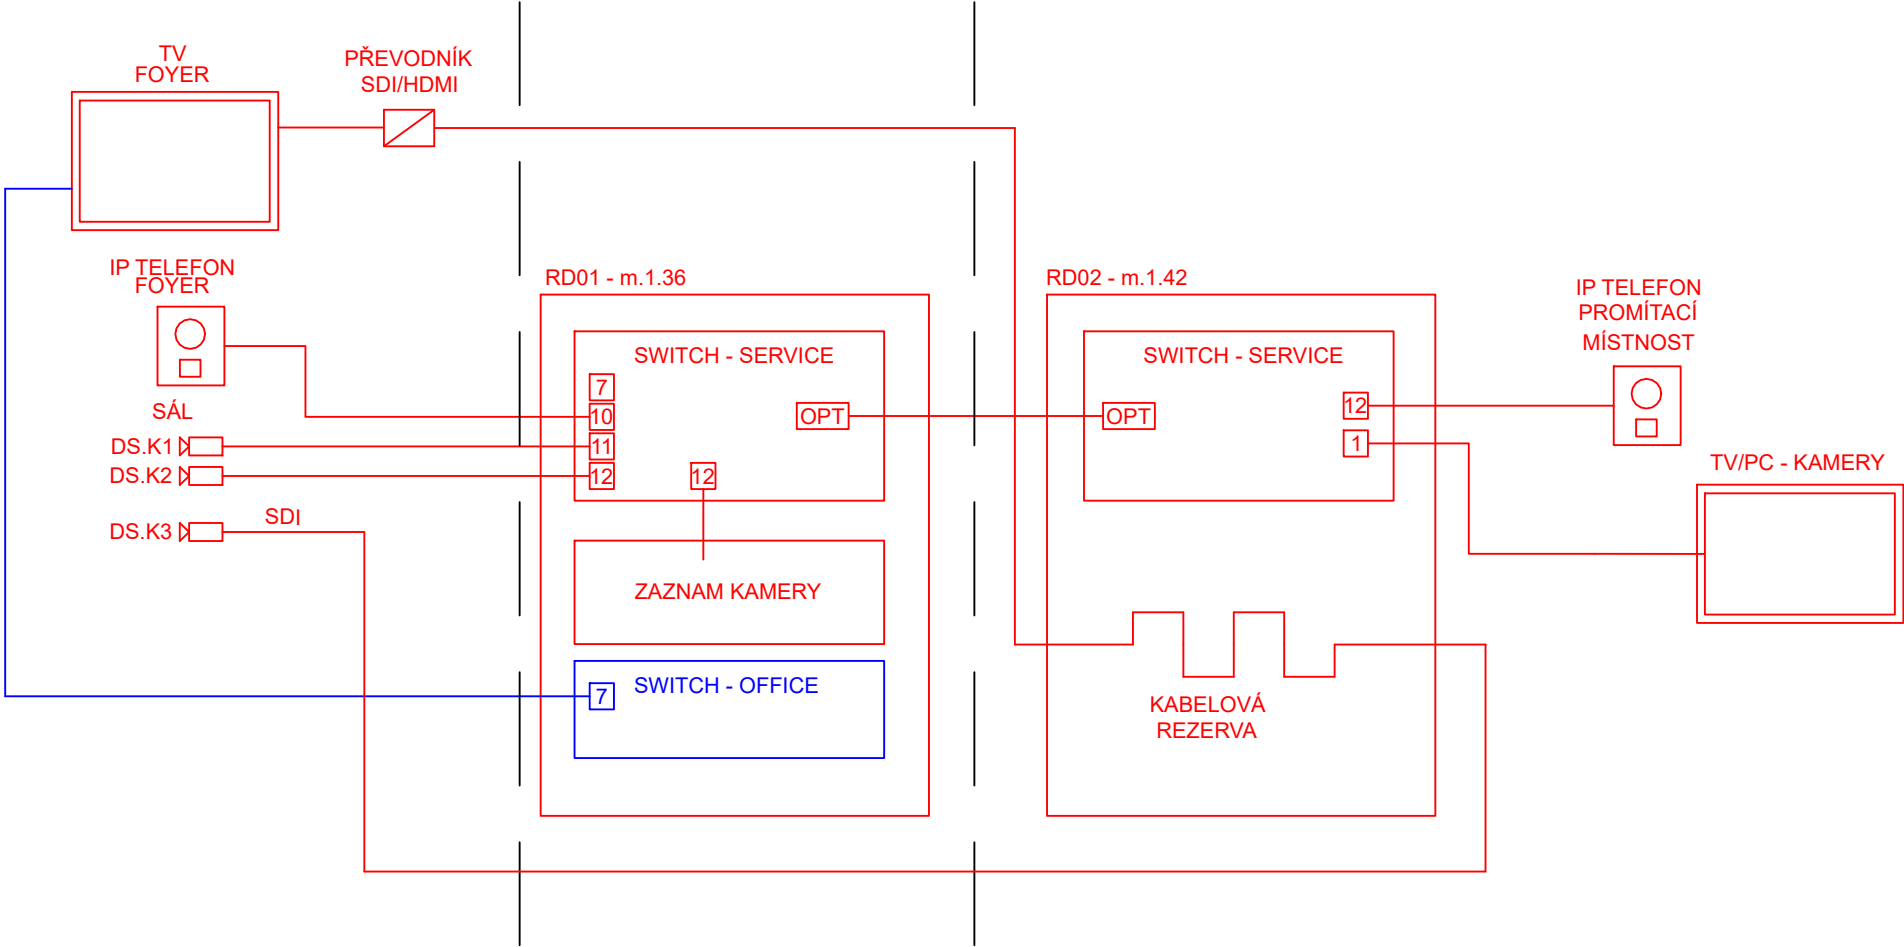 TV
FOYER
PŘEVODNÍK
SDI/HDMI
IP TELEFON
FOYER
SÁL
DS.K1
DS.K2
DS.K3
SDI
RD01 - m.1.36
SWITCH - SERVICE
7
10
11
12
12
OPT
ZAZNAM KAMERY
SWITCH - OFFICE
7
RD02 - m.1.42
SWITCH - SERVICE
OPT
12
1
KABELOVÁ
REZERVA
IP TELEFON
PROMÍTACÍ
MÍSTNOST
TV/PC - KAMERY